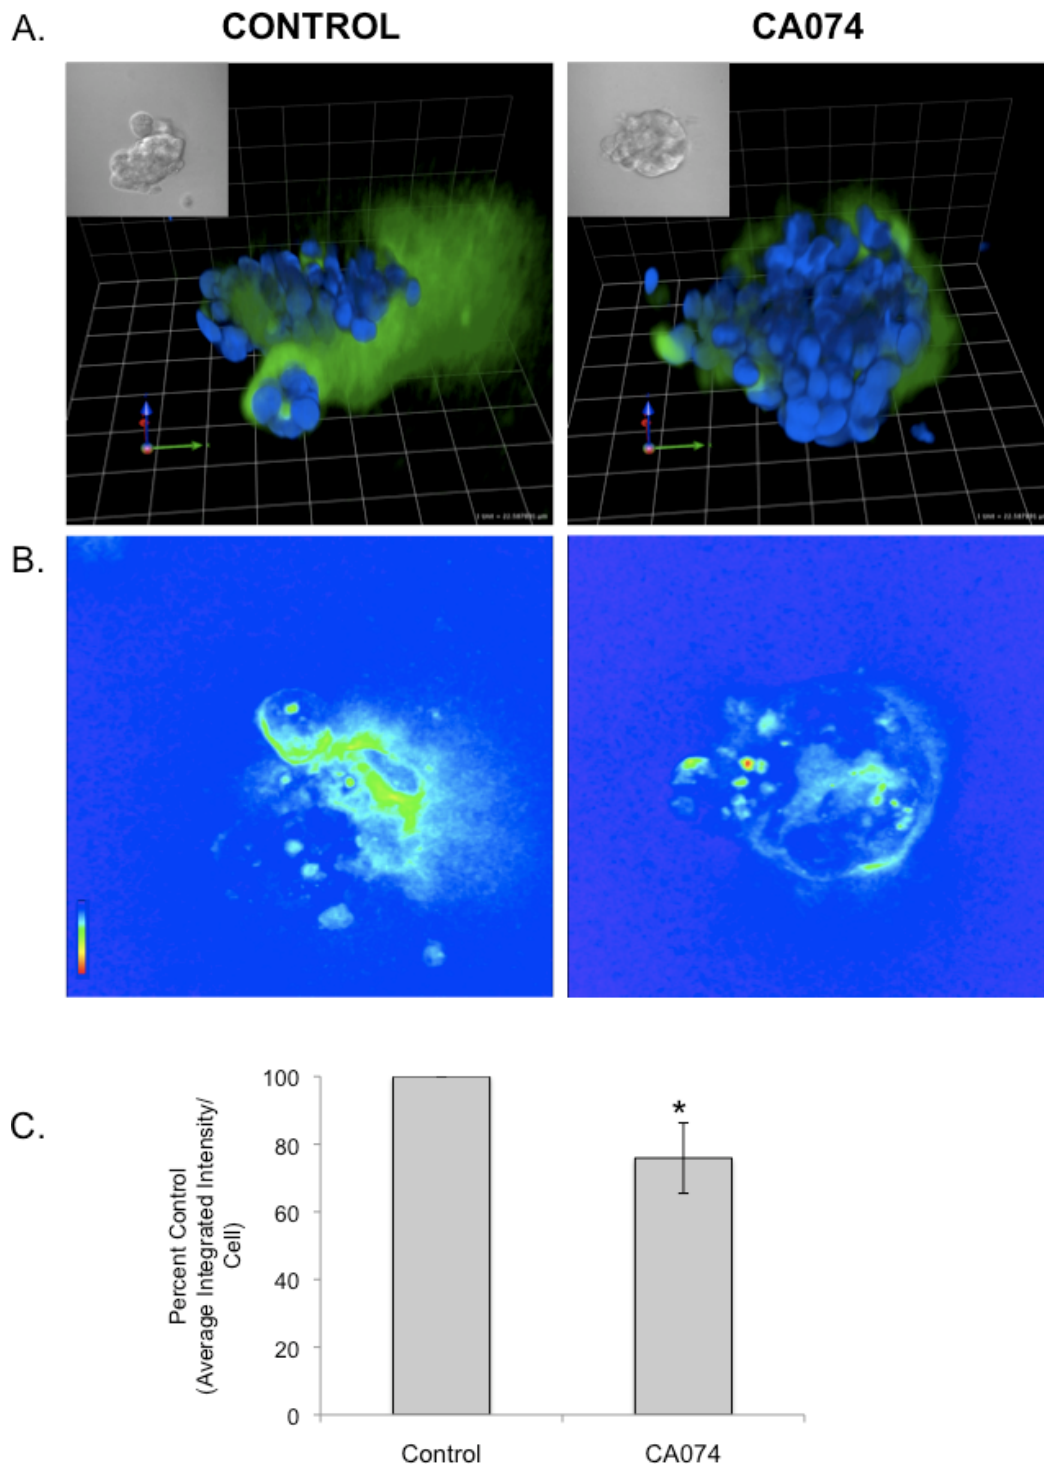 A.
CONTROL
CA074
B.
C.
Percent Control
(Average Integrated Intensity/
Cell)
100
80
60
40
20
0
*
Control
CA074